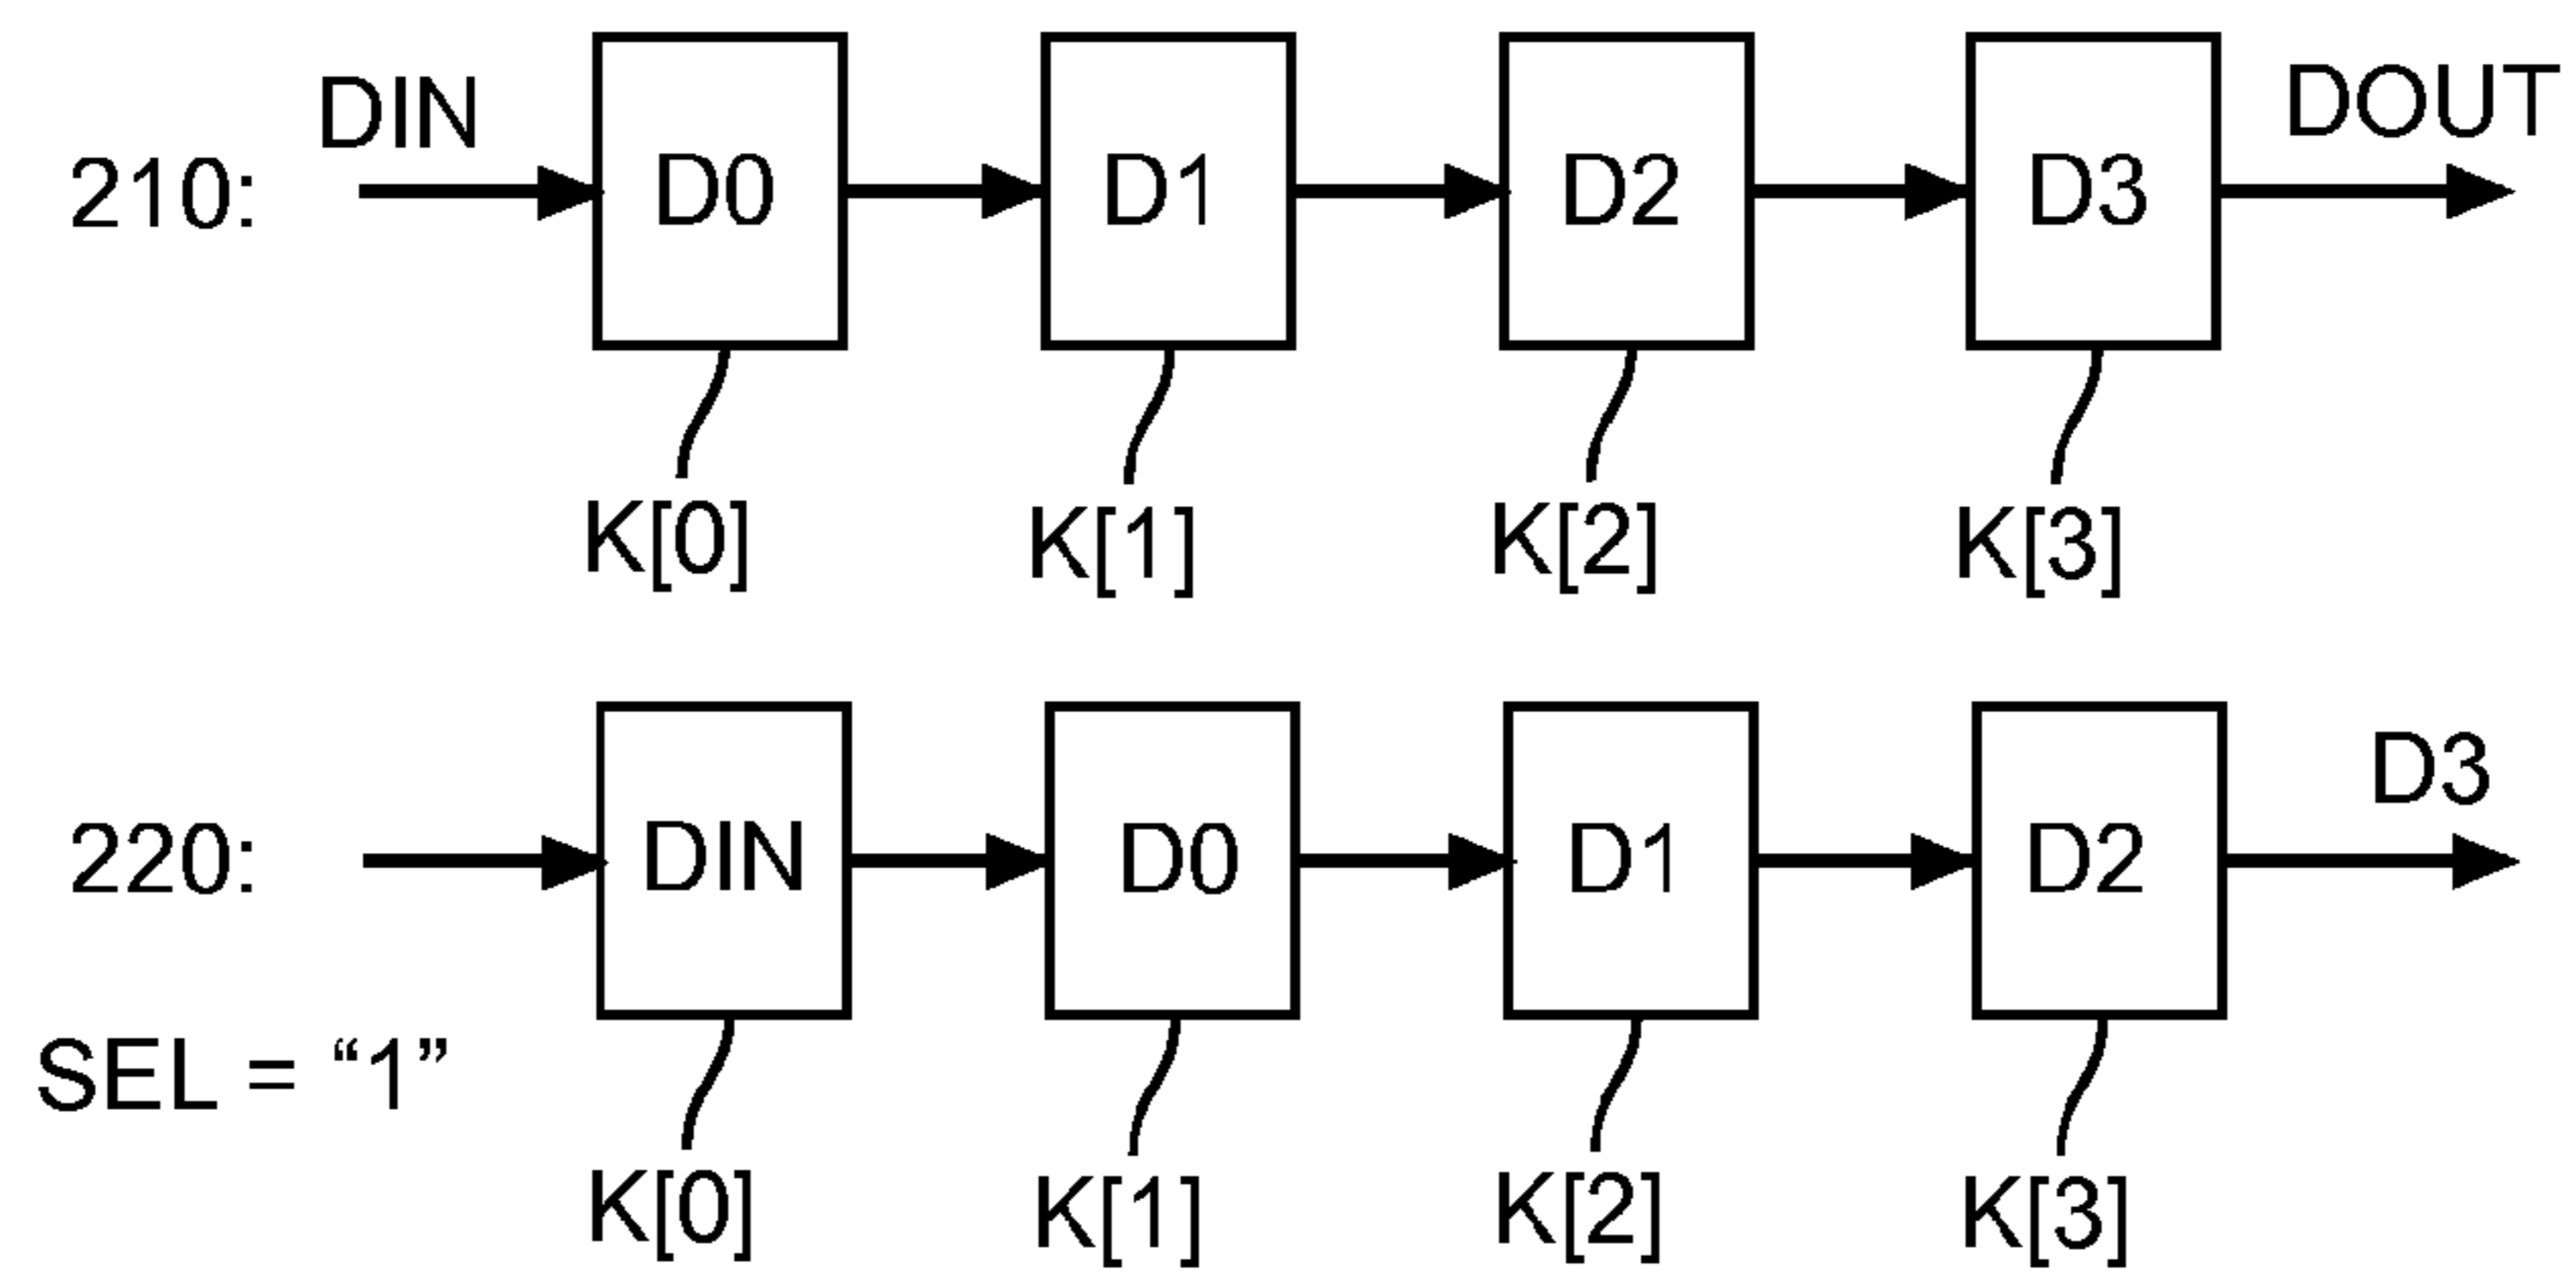 DIN DOUT
210: D0 D1 D2 D3
K[0] K[1] K[2] K[3]
D3
220: DIN D0 D1 D2
SEL = “1”
K[0] K[1] K[2] K[3]